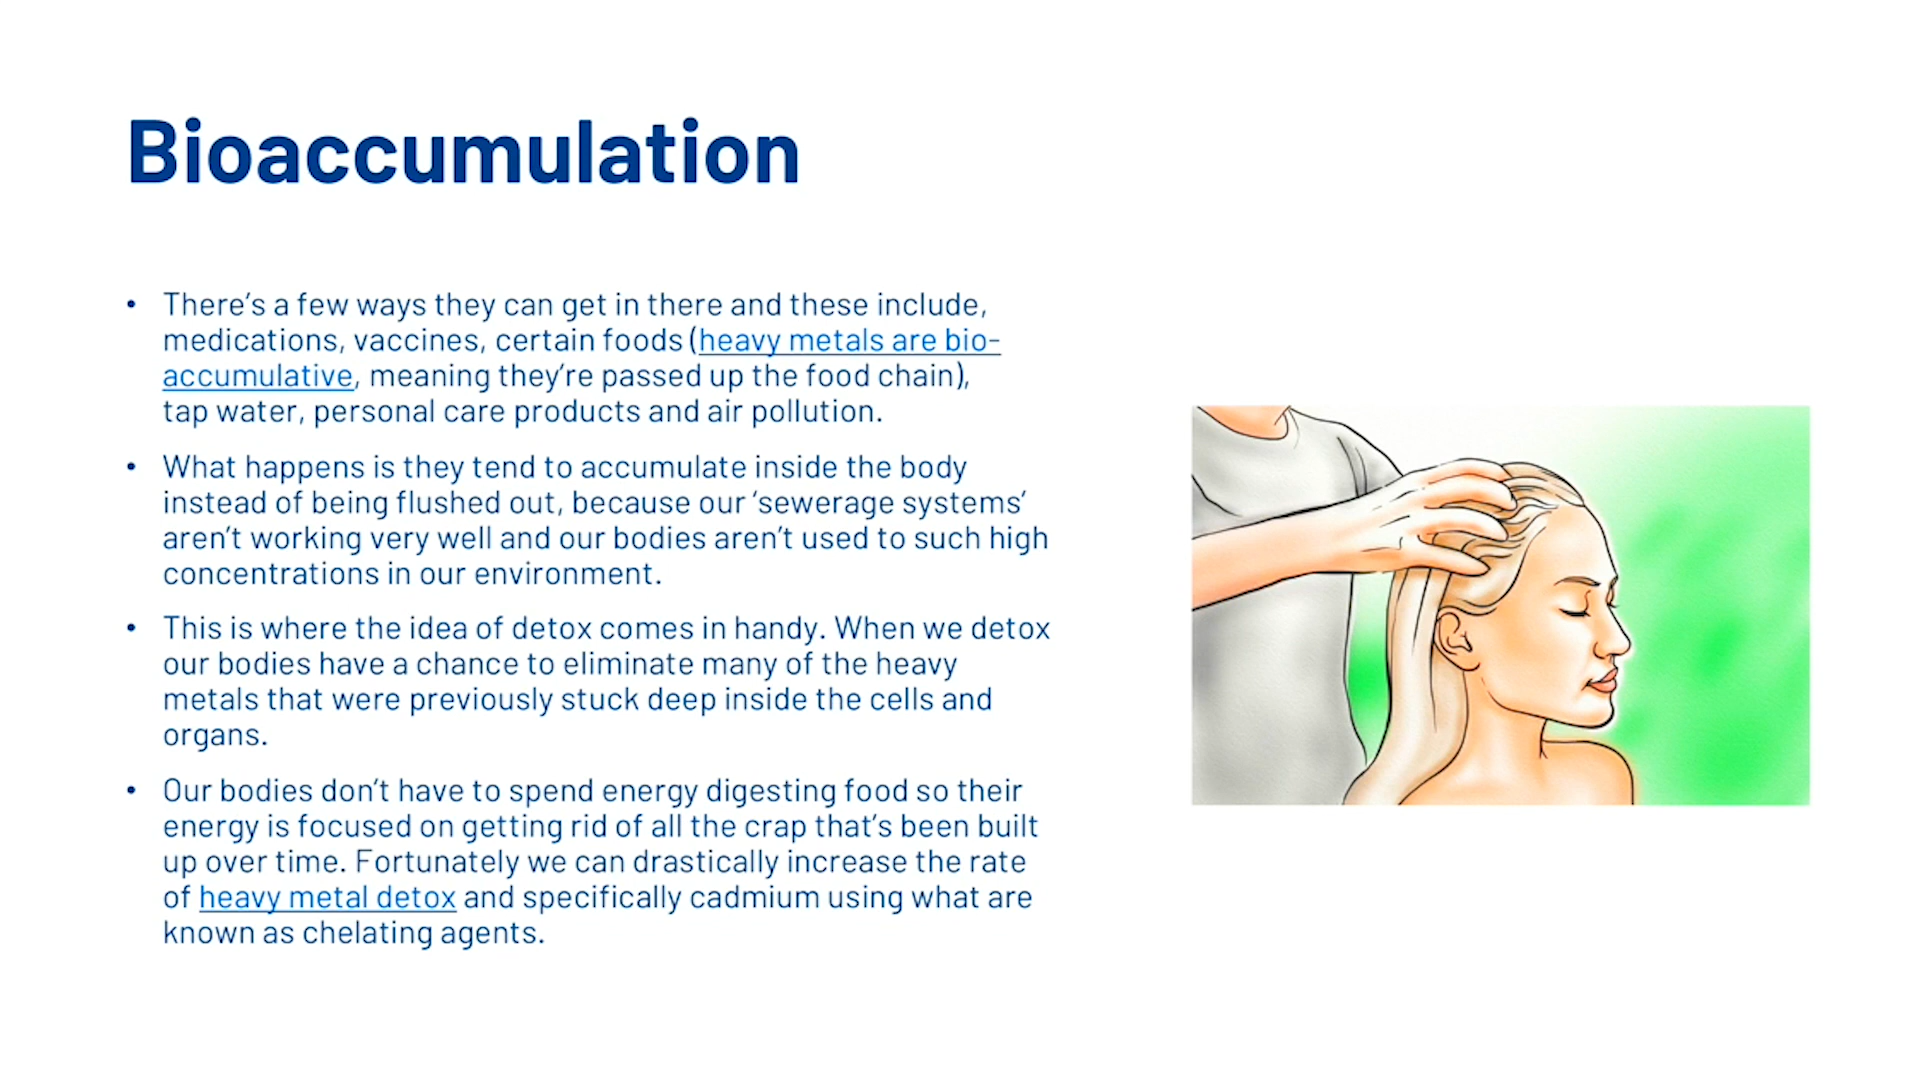 Bioaccumulation
• There’s a few ways they can get in there and these include,
medications, vaccines, certain foods (heavy metals are bio-
accumulative, meaning they’re passed up the food chain),
tap water, personal care products and air pollution.
• What happens is they tend to accumulate inside the body
instead of being flushed out, because our ‘sewerage systems’
aren’t working very well and our bodies aren’t used to such high
concentrations in our environment.
• This is where the idea of detox comes in handy. When we detox
our bodies have a chance to eliminate many of the heavy
metals that were previously stuck deep inside the cells and
organs.
• Our bodies don’t have to spend energy digesting food so their
energy is focused on getting rid of all the crap that’s been built
up over time. Fortunately we can drastically increase the rate
of heavy metal detox and specifically cadmium using what are
known as chelating agents.